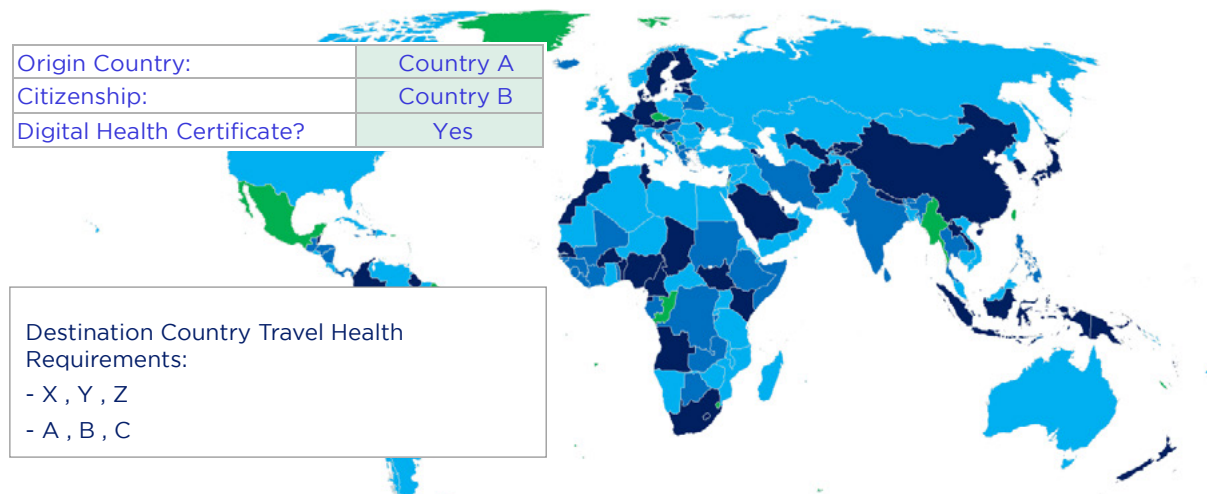 Origin Country: Country A
Citizenship: Country B
Digital Health Certificate? Yes
Destination Country Travel Health
Requirements:
- X , Y , Z
- A , B , C